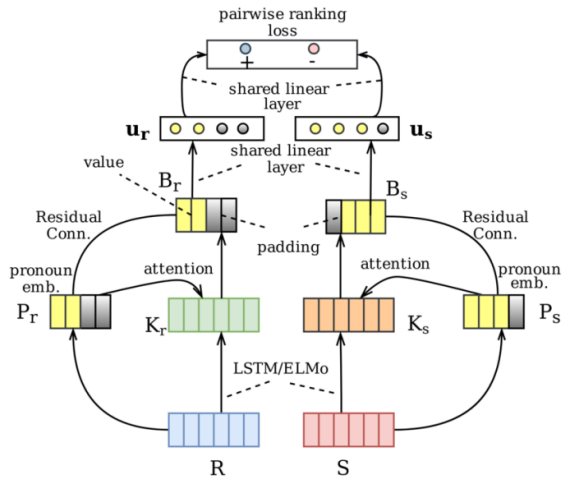 pairwise ranking
loss
+ -
shared linear
layer
u_r u_s
shared linear
layer
value
B_r B_s
Residual
Conn.
Residual
Conn.
padding
pronoun
emb.
attention
attention
pronoun
emb.
P_r K_r K_s P_s
LSTM/ELMo
R S